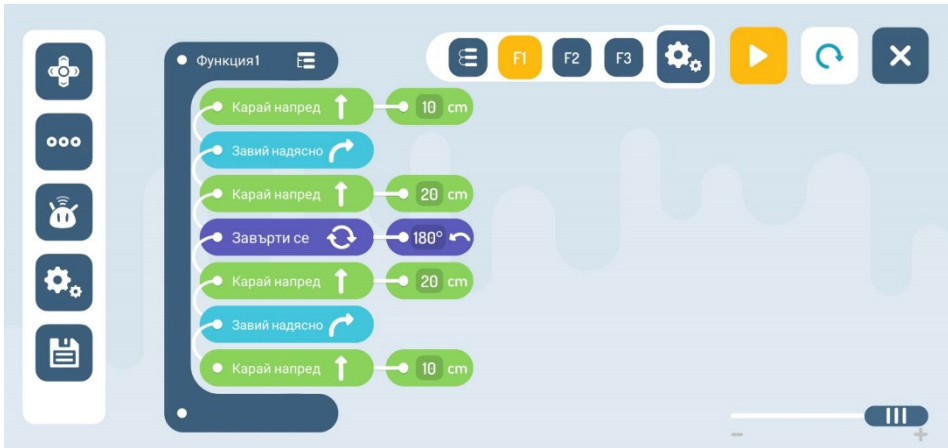 F1 F2 F3
Функция1
Карай напред 10 cm
Завий надясно
Карай напред 20 cm
Завърти се 180°
Карай напред 20 cm
Завий надясно
Карай напред 10 cm
- +